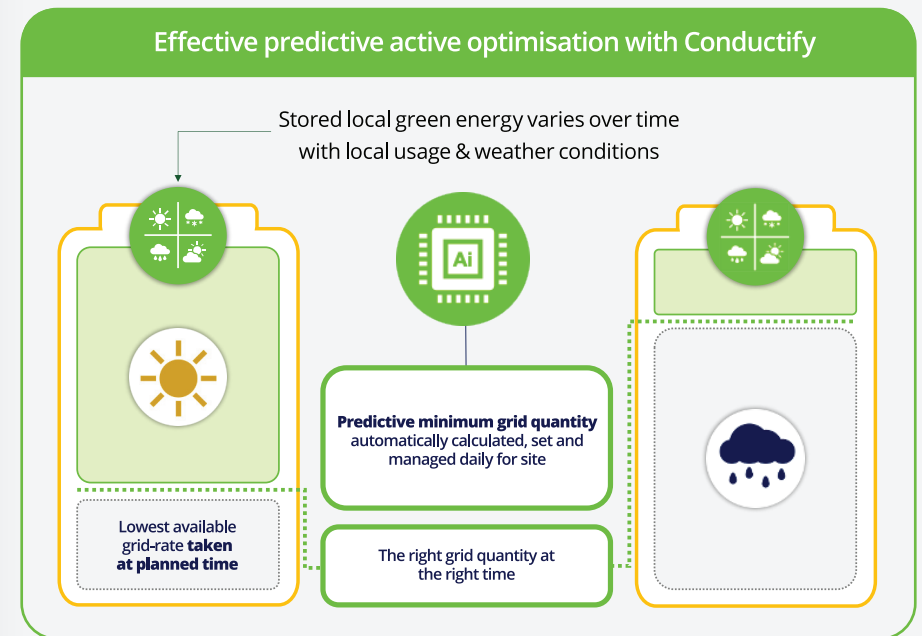 Effective predictive active optimisation with Conductify
Stored local green energy varies over time
with local usage & weather conditions
Ai
Predictive minimum grid quantity
automatically calculated, set and
managed daily for site
Lowest available
grid-rate taken
at planned time
The right grid quantity at
the right time